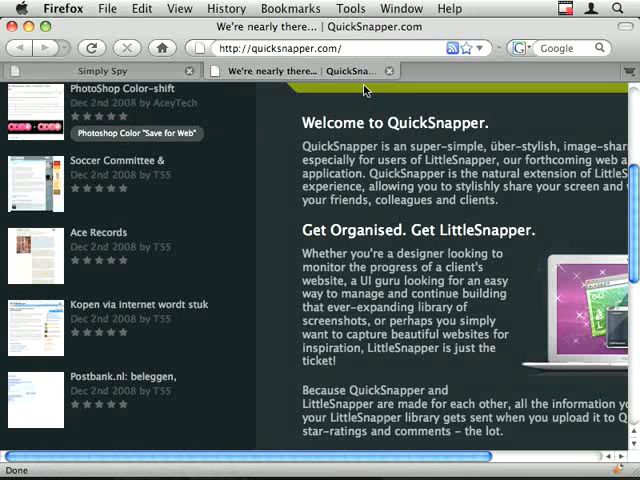 Firefox File Edit View History Bookmarks Tools Window Help
We're nearly there... | QuickSnapper.com
http://quicksnapper.com/
Google
Simply Spy
We're nearly there... | QuickSna...
PhotoShop Color-shift
Dec 2nd 2008 by AceyTech
Photoshop Color "Save for Web"
Soccer Committee &
Dec 2nd 2008 by T55
Ace Records
Dec 2nd 2008 by T55
Kopen via internet wordt stuk
Dec 2nd 2008 by T55
Postbank.nl: beleggen,
Dec 2nd 2008 by T55
Welcome to QuickSnapper.
QuickSnapper is an super-simple, über-stylish, image-shar
especially for users of LittleSnapper, our forthcoming web a
application. QuickSnapper is the natural extension of LittleS
experience, allowing you to stylishly share your screen and
your friends, colleagues and clients.
Get Organised. Get LittleSnapper.
Whether you're a designer looking to
monitor the progress of a client's
website, a UI guru looking for an easy
way to manage and continue building
that ever-expanding library of
screenshots, or perhaps you simply
want to capture beautiful websites for
inspiration, LittleSnapper is just the
ticket!
Because QuickSnapper and
LittleSnapper are made for each other, all the information yo
your LittleSnapper library gets sent when you upload it to Q
star-ratings and comments - the lot.
Done